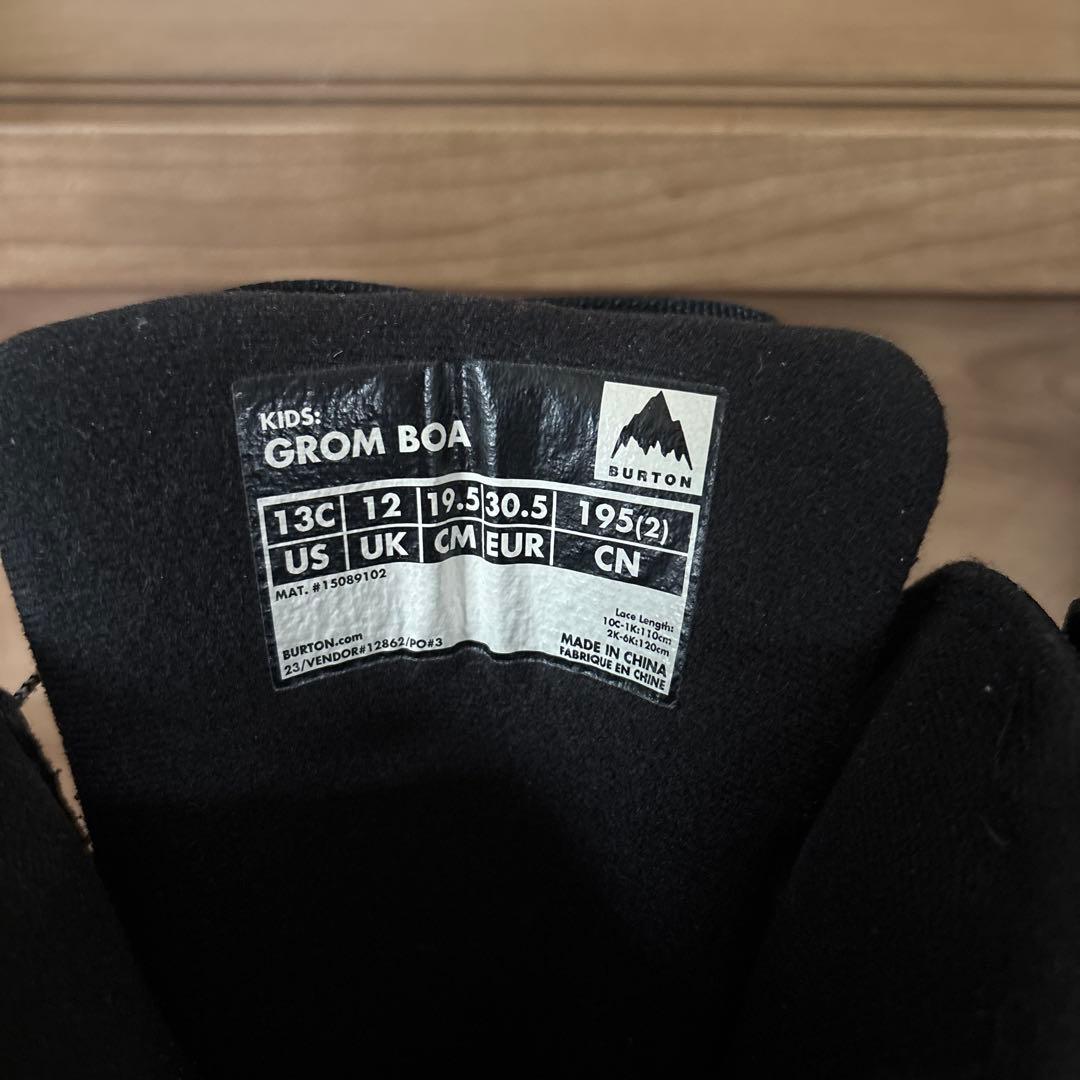 KIDS:
GROM BOA
BURTON
13C 12 19.5 30.5 195(2)
US UK CM EUR CN
MAT. #15089102
Lace Length:
10C-1K:110cm
2K-6K:120cm
BURTON.com
23/VENDOR#12862/PO#3
MADE IN CHINA
FABRIQUE EN CHINE